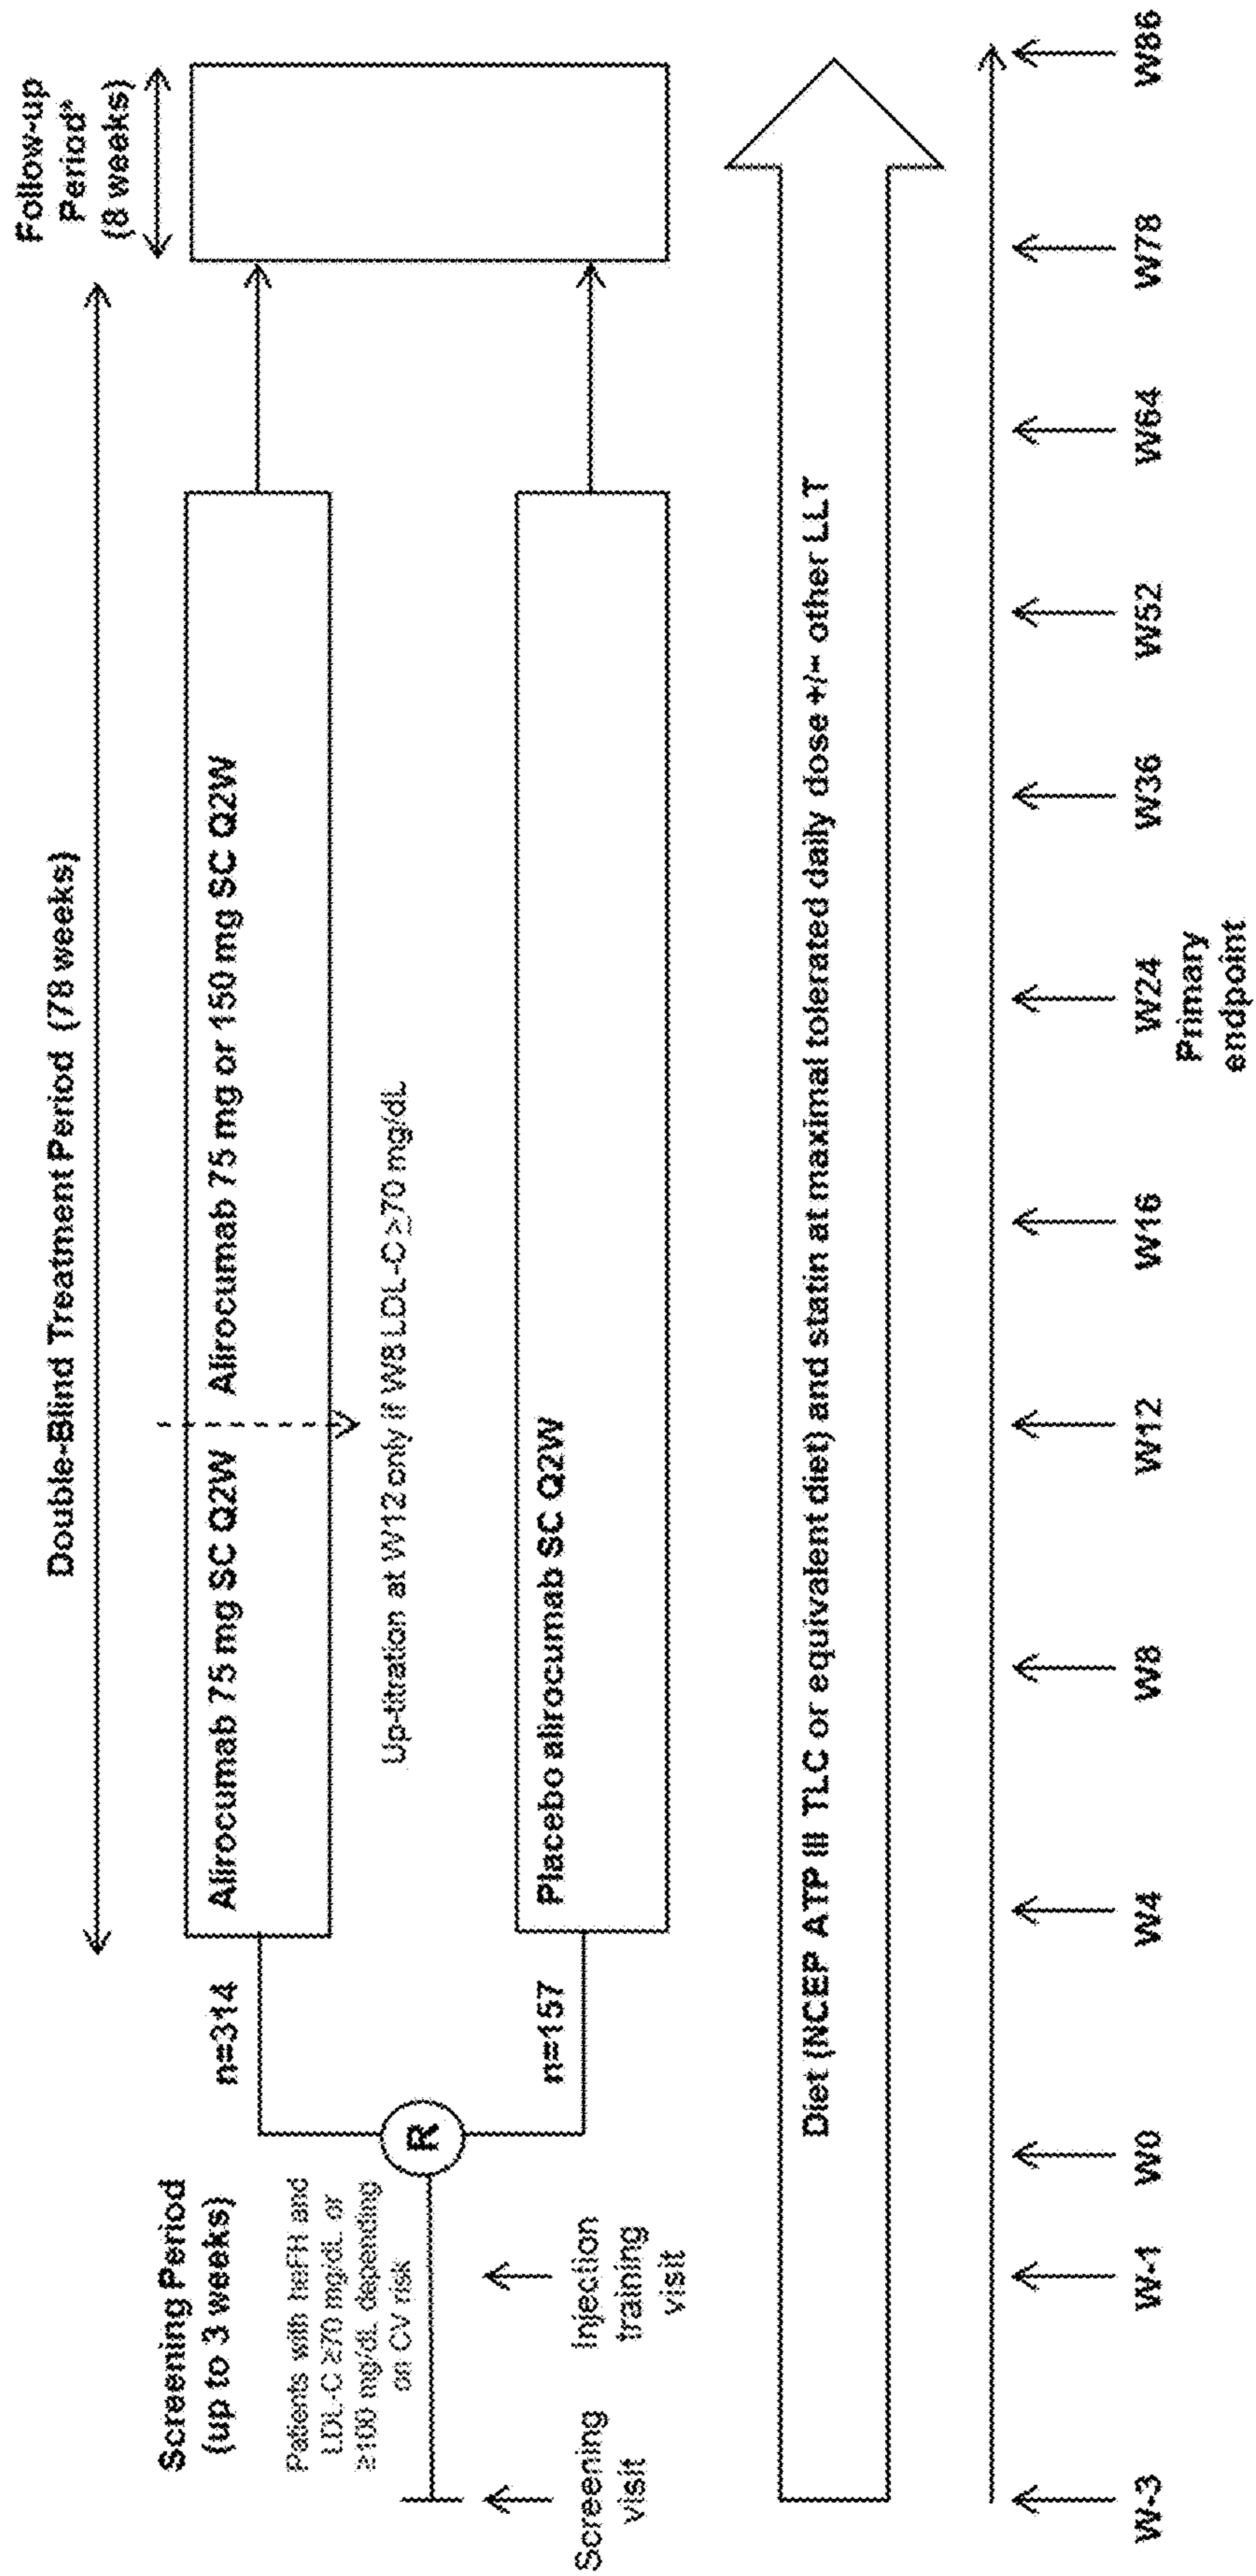 Double-Blind Treatment Period (78 weeks)
Follow-up
Period*
(8 weeks)
Screening Period
(up to 3 weeks)
Patients with heFH and
LDL-C ≥70 mg/dL or
≥100 mg/dL depending
on CV risk
R
n=314
Alirocumab 75 mg SC Q2W
Alirocumab 75 mg or 150 mg SC Q2W
Up-titration at W12 only if W8 LDL-C ≥70 mg/dL
n=157
Placebo alirocumab SC Q2W
Screening
visit
Injection
training
visit
Diet (NCEP ATP III TLC or equivalent diet) and statin at maximal tolerated daily dose +/- other LLT
W-3
W-1
W0
W4
W8
W12
W16
W24
Primary
endpoint
W36
W52
W64
W78
W86